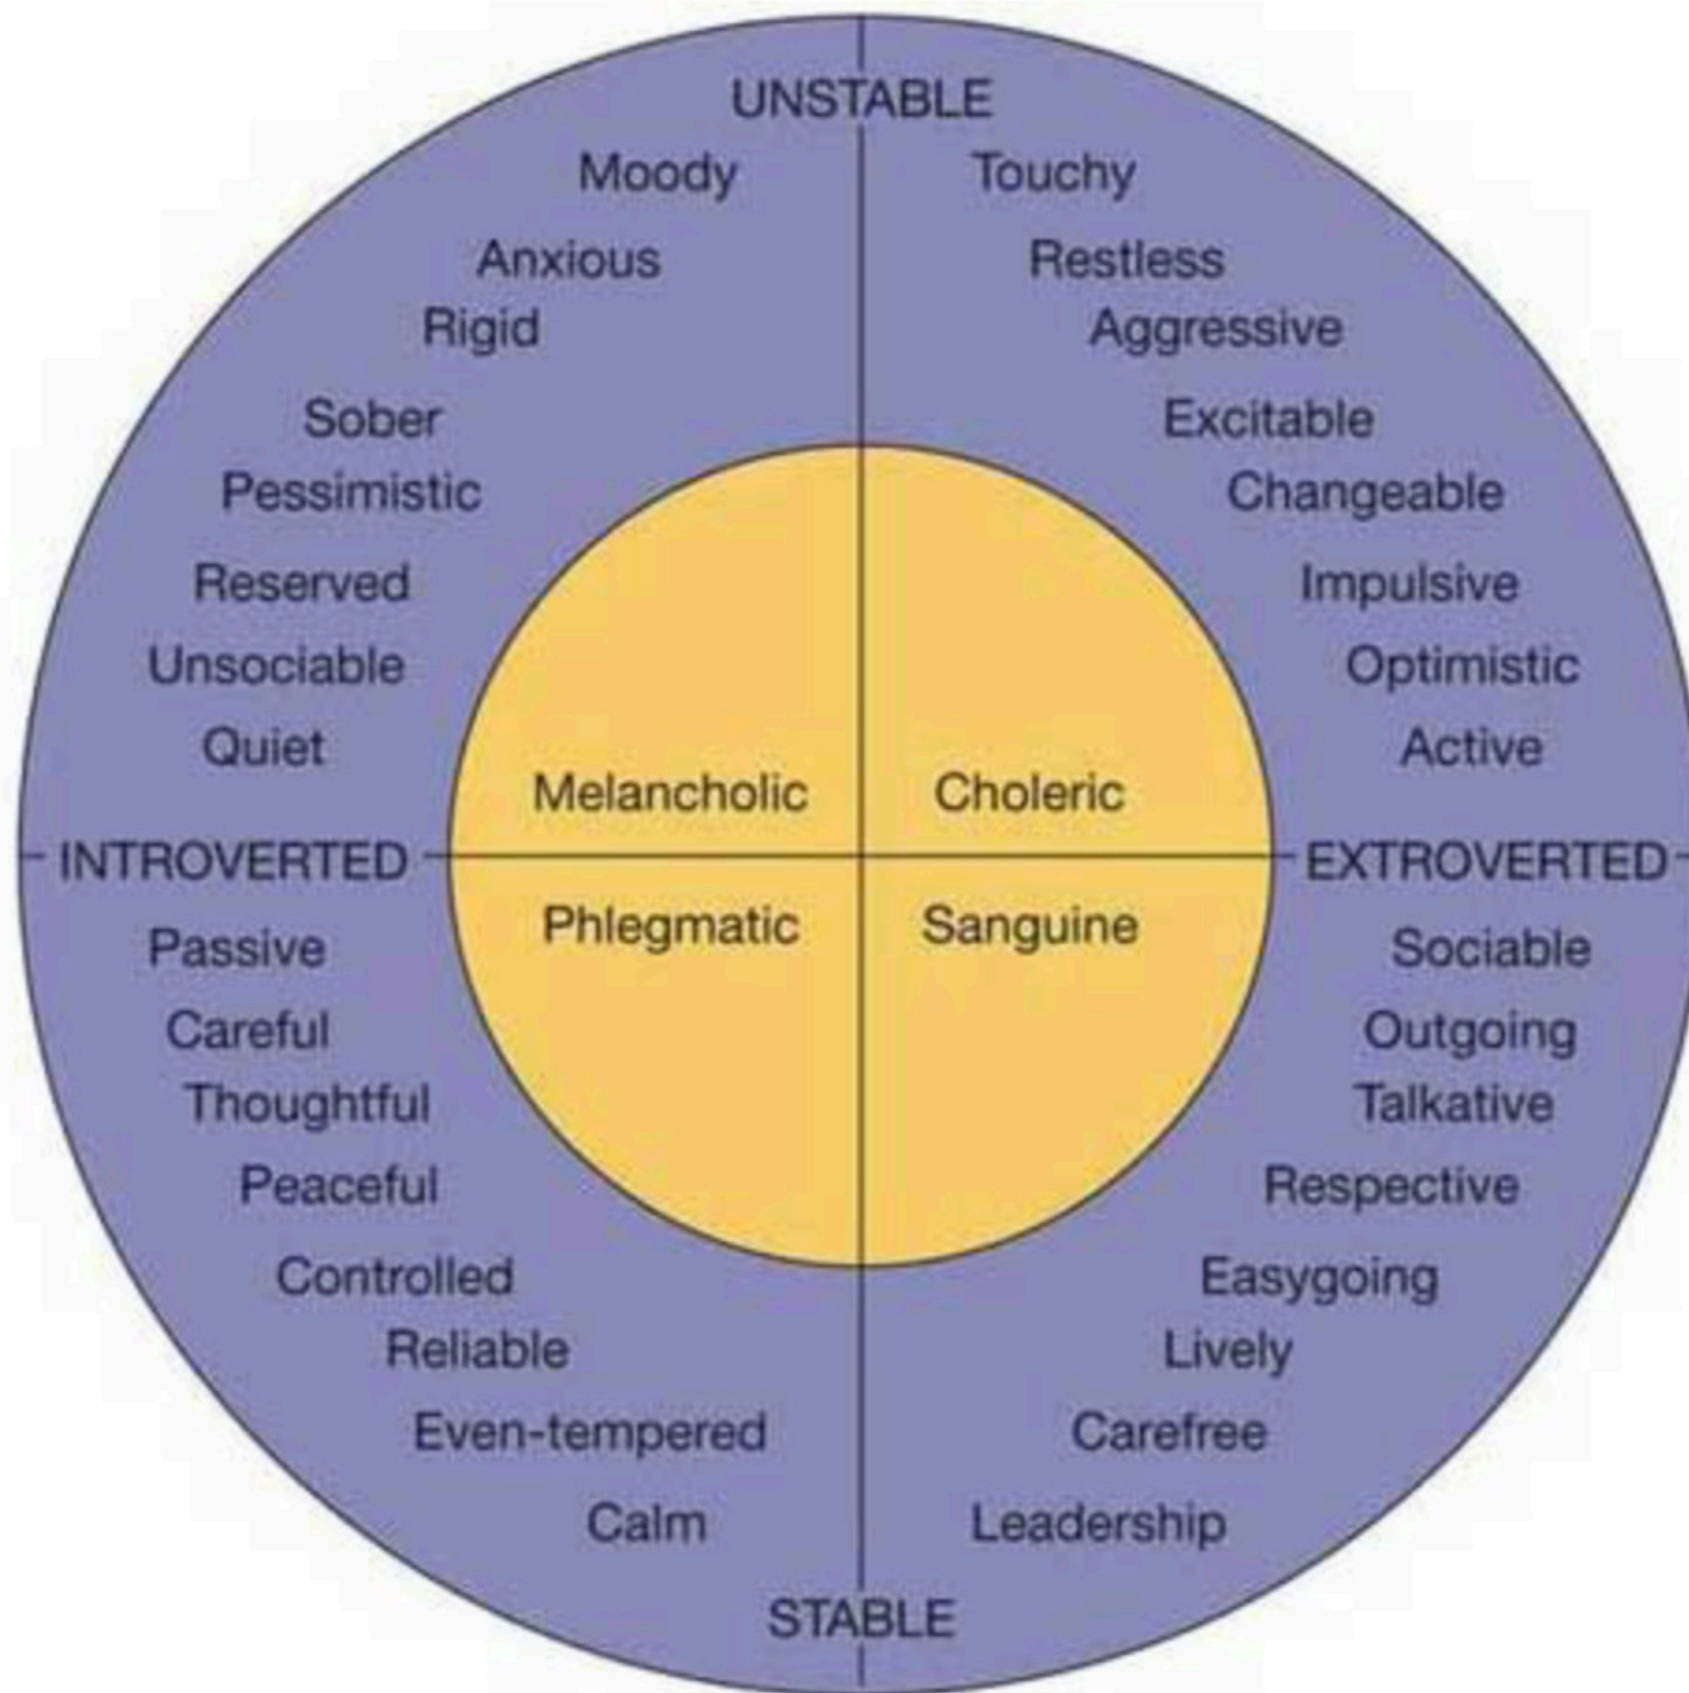 UNSTABLE
Moody Touchy
Anxious Restless
Rigid Aggressive
Sober Excitable
Pessimistic Changeable
Reserved Impulsive
Unsociable Optimistic
Quiet Active
Melancholic Choleric
INTROVERTED EXTROVERTED
Phlegmatic Sanguine
Passive Sociable
Careful Outgoing
Thoughtful Talkative
Peaceful Respective
Controlled Easygoing
Reliable Lively
Even-tempered Carefree
Calm Leadership
STABLE